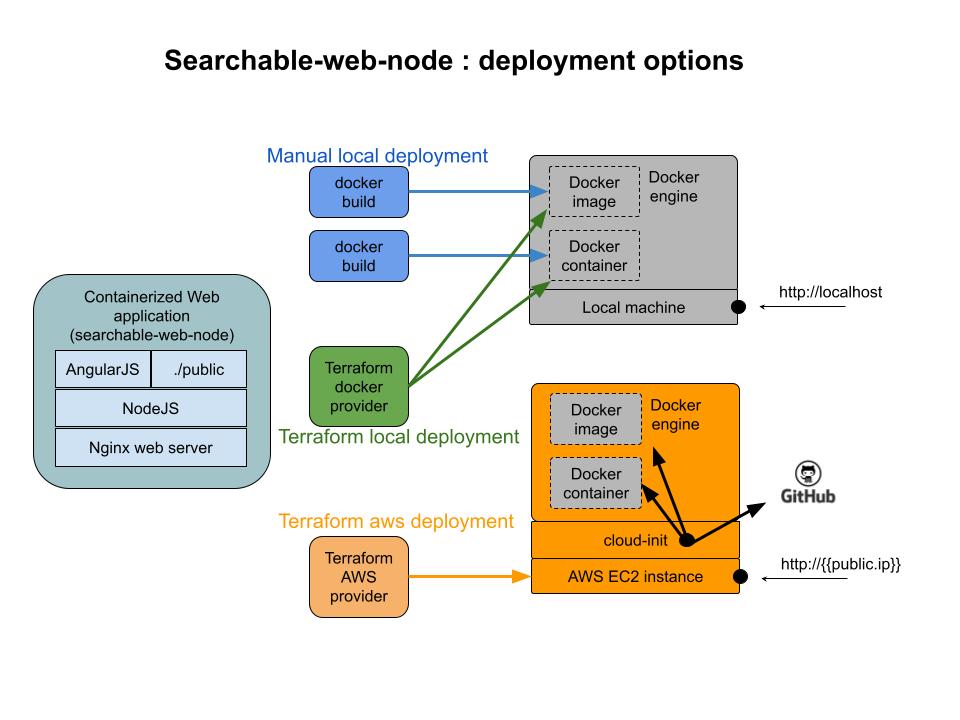 Searchable-web-node : deployment options
Manual local deployment
docker
build
Docker
image
Docker
engine
docker
build
Docker
container
Local machine
http://localhost
Containerized Web
application
(searchable-web-node)
AngularJS
./public
NodeJS
Nginx web server
Terraform
docker
provider
Terraform local deployment
Docker
image
Docker
engine
Docker
container
GitHub
Terraform aws deployment
cloud-init
Terraform
AWS
provider
AWS EC2 instance
http://{{public.ip}}